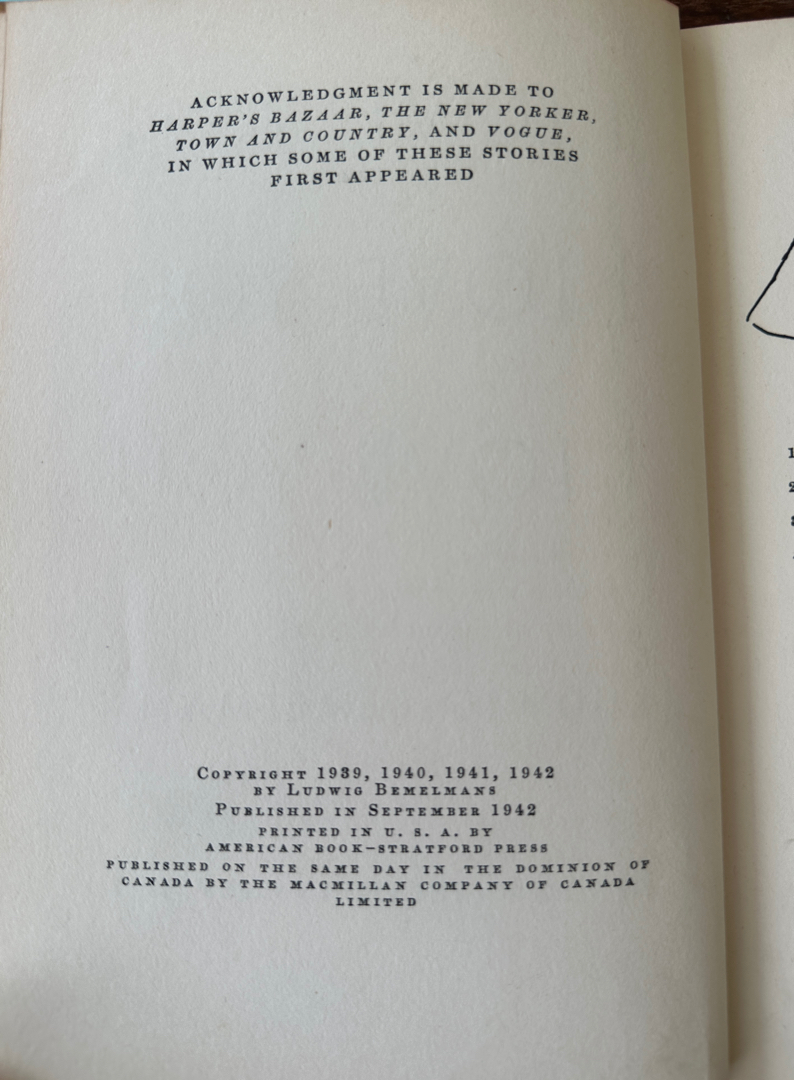 ACKNOWLEDGMENT IS MADE TO
HARPER'S BAZAAR, THE NEW YORKER,
TOWN AND COUNTRY, AND VOGUE,
IN WHICH SOME OF THESE STORIES
FIRST APPEARED
COPYRIGHT 1939, 1940, 1941, 1942
BY LUDWIG BEMELMANS
PUBLISHED IN SEPTEMBER 1942
PRINTED IN U. S. A. BY
AMERICAN BOOK–STRATFORD PRESS
PUBLISHED ON THE SAME DAY IN THE DOMINION OF
CANADA BY THE MACMILLAN COMPANY OF CANADA
LIMITED
1
2